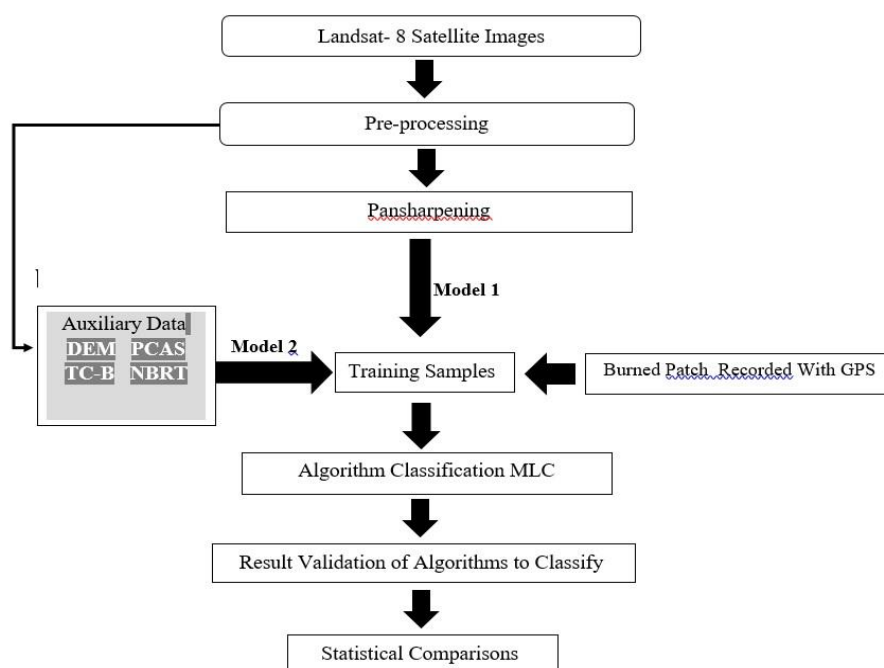 Landsat- 8 Satellite Images
Pre-processing
Pansharpening
Model 1
Auxiliary Data
DEM PCAS
TC-B NBRT
Model 2
Training Samples
Burned Patch Recorded With GPS
Algorithm Classification MLC
Result Validation of Algorithms to Classify
Statistical Comparisons